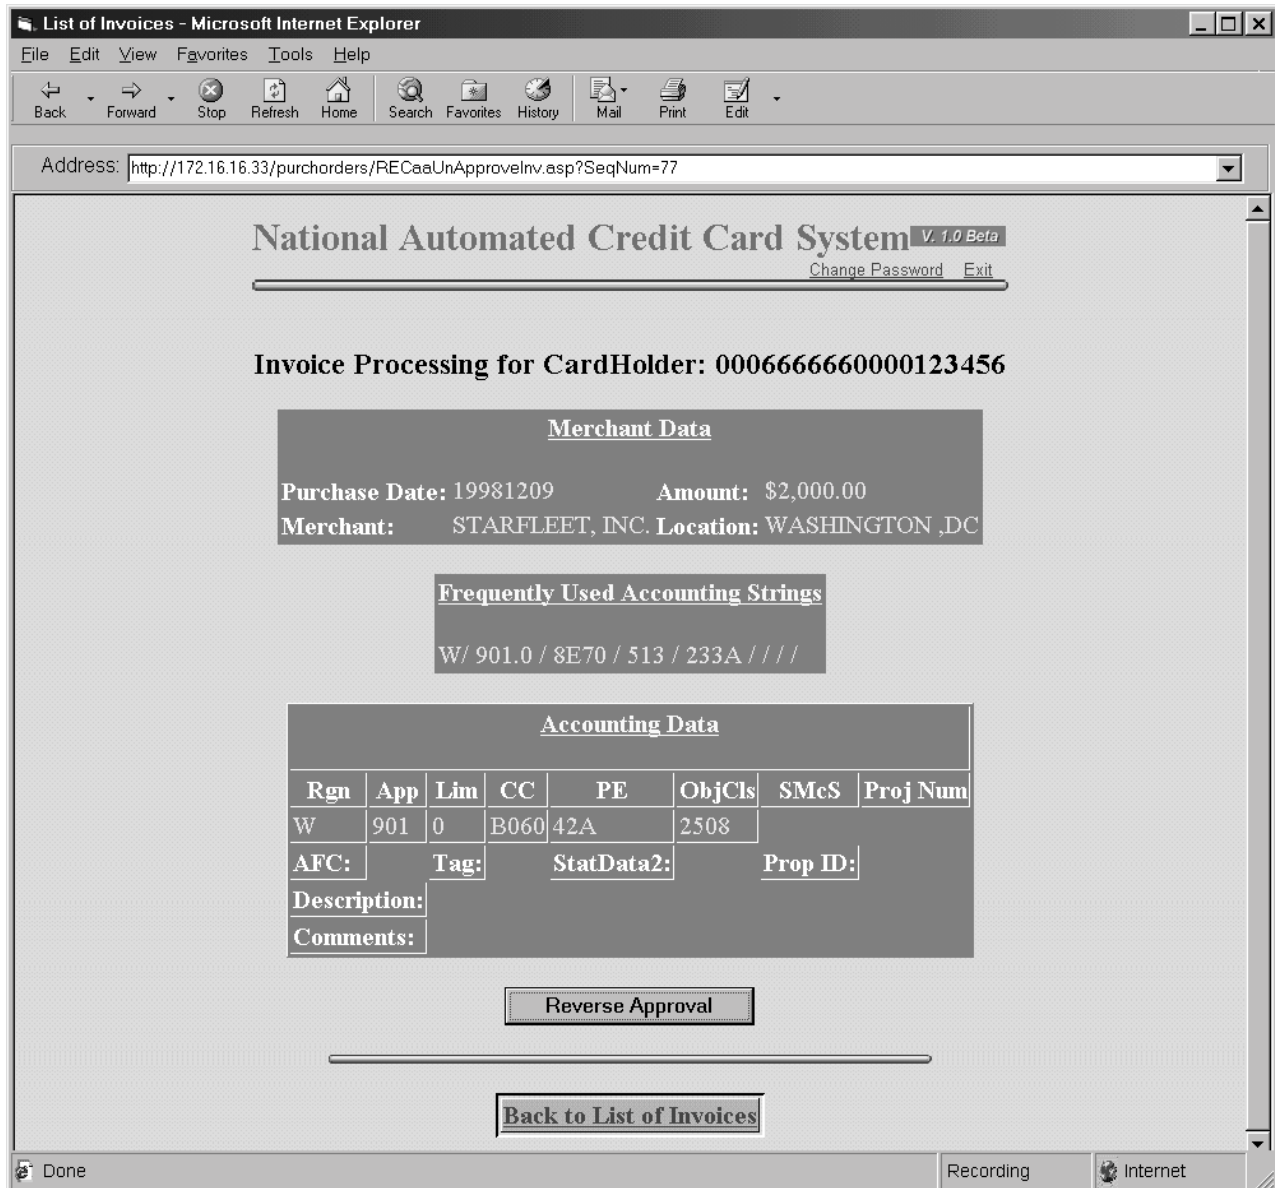 List of Invoices - Microsoft Internet Explorer
File Edit View Favorites Tools Help
Back Forward Stop Refresh Home Search Favorites History Mail Print Edit
Address: http://172.16.16.33/purchorders/RECaaUnApproveInv.asp?SeqNum=77
National Automated Credit Card System V. 1.0 Beta
Change Password Exit
Invoice Processing for CardHolder: 0006666660000123456
Merchant Data
Purchase Date: 19981209 Amount: $2,000.00
Merchant: STARFLEET, INC. Location: WASHINGTON ,DC
Frequently Used Accounting Strings
W/ 901.0 / 8E70 / 513 / 233A / / / /
Accounting Data
Rgn App Lim CC PE ObjCls SMcS Proj Num
W 901 0 B060 42A 2508
AFC: Tag: StatData2: Prop ID:
Description:
Comments:
Reverse Approval
Back to List of Invoices
Done Recording Internet